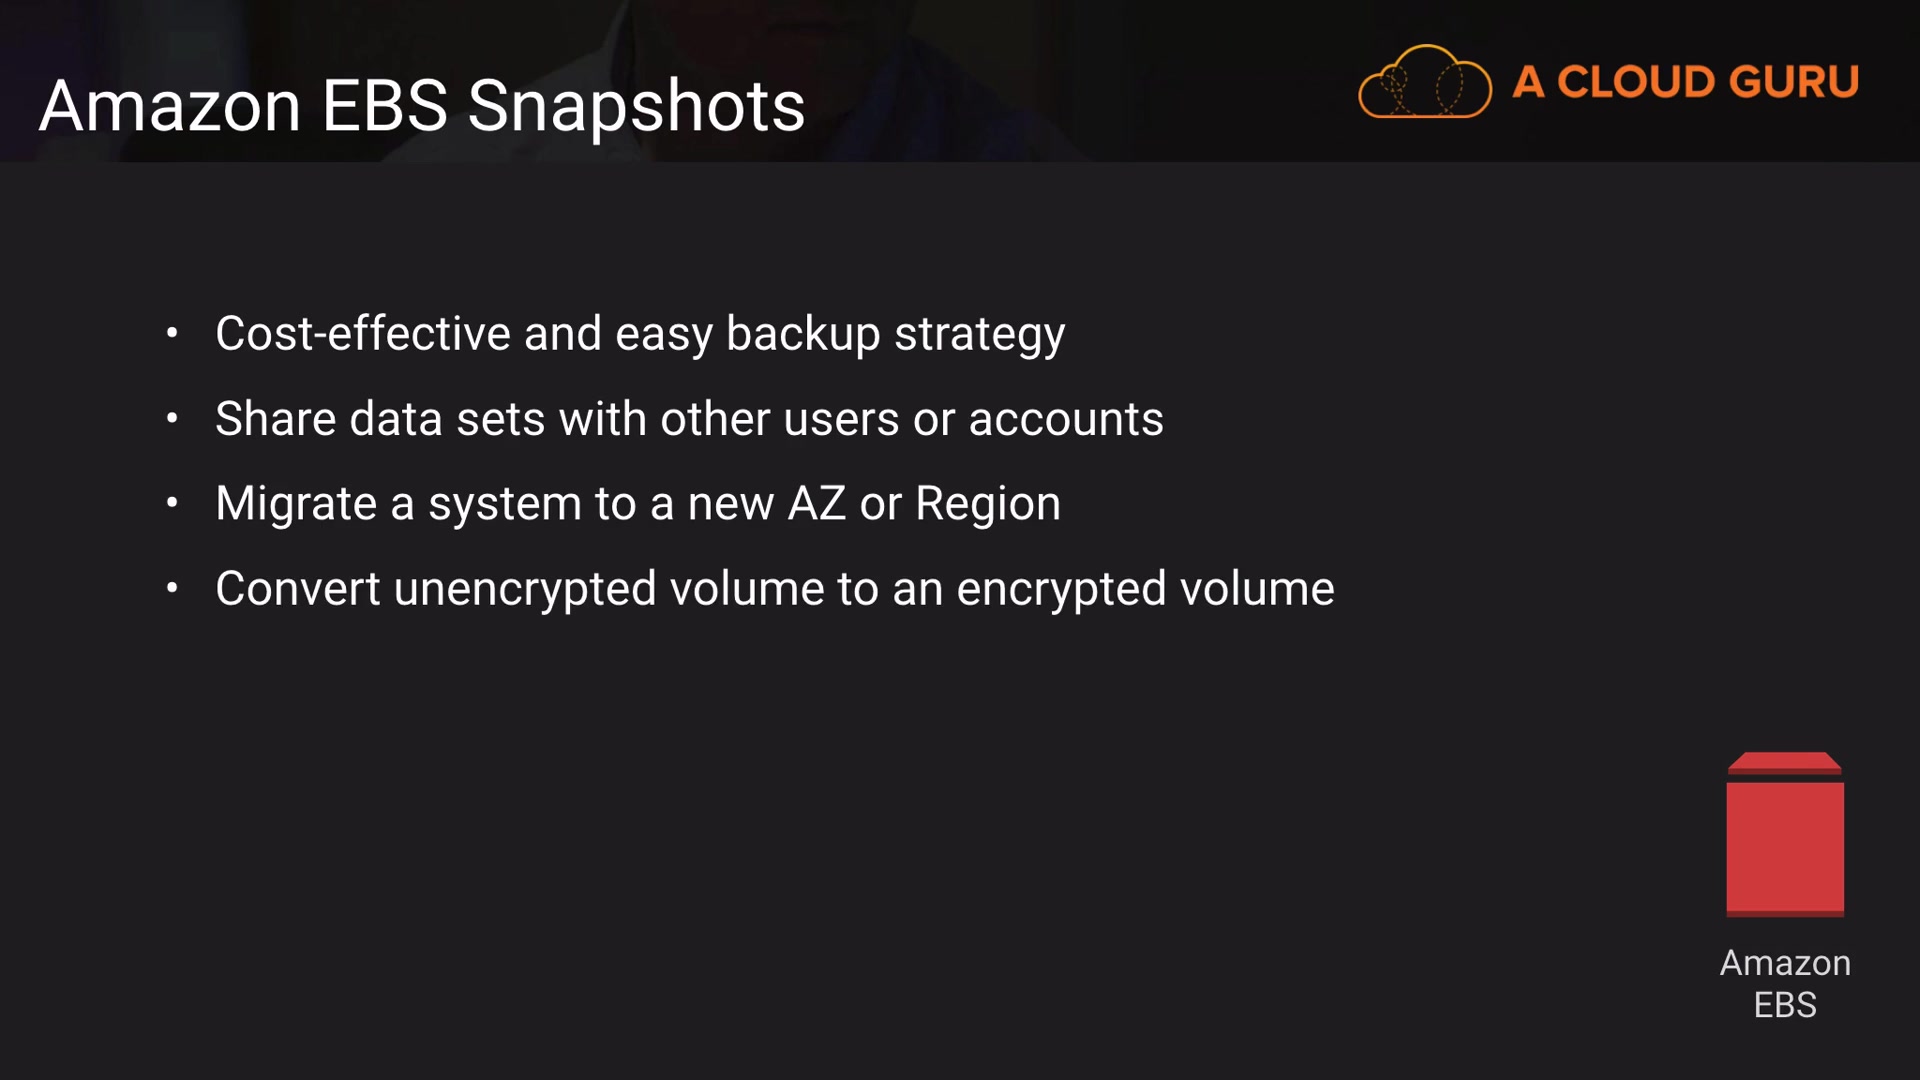 Amazon EBS Snapshots
A CLOUD GURU
• Cost-effective and easy backup strategy
• Share data sets with other users or accounts
• Migrate a system to a new AZ or Region
• Convert unencrypted volume to an encrypted volume
Amazon
EBS